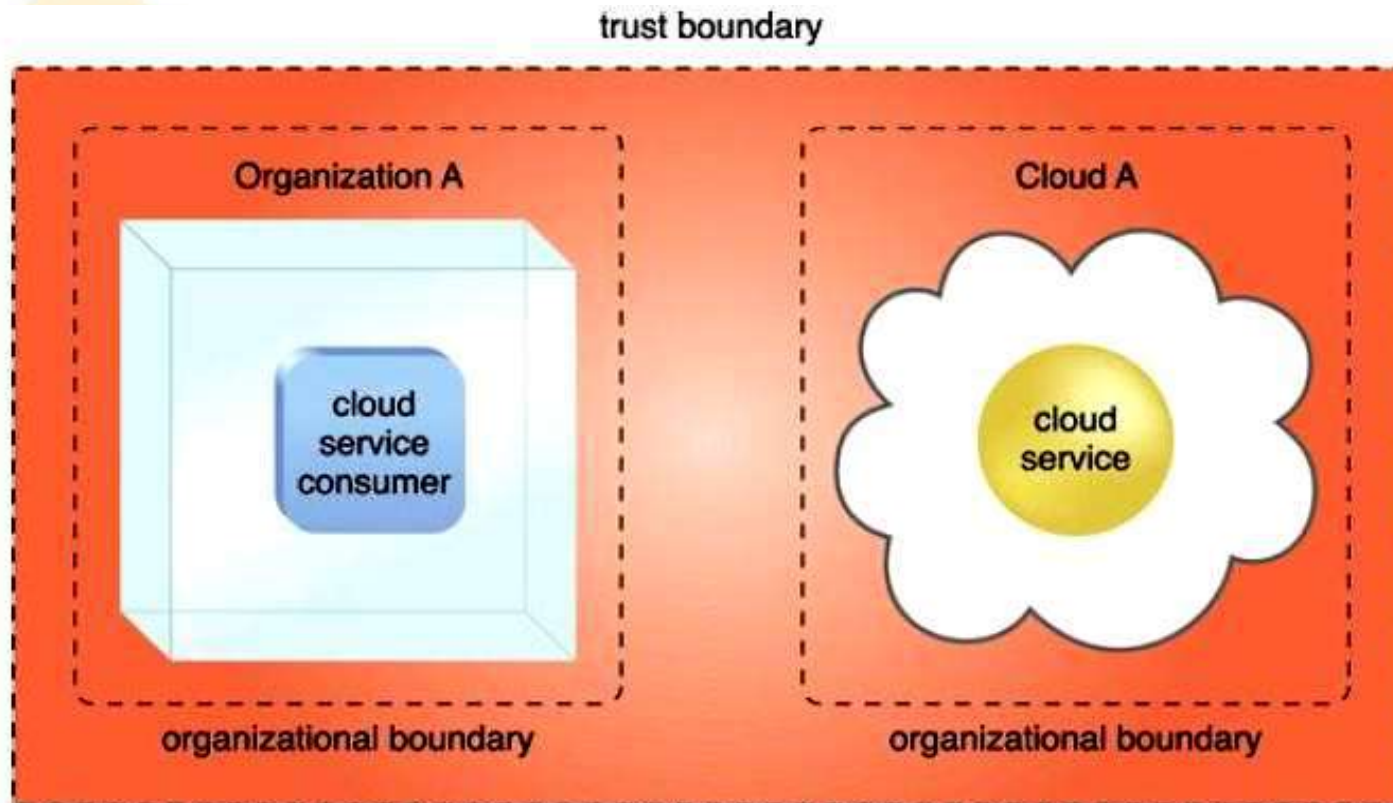 trust boundary
Organization A
Cloud A
cloud
service
consumer
cloud
service
organizational boundary
organizational boundary